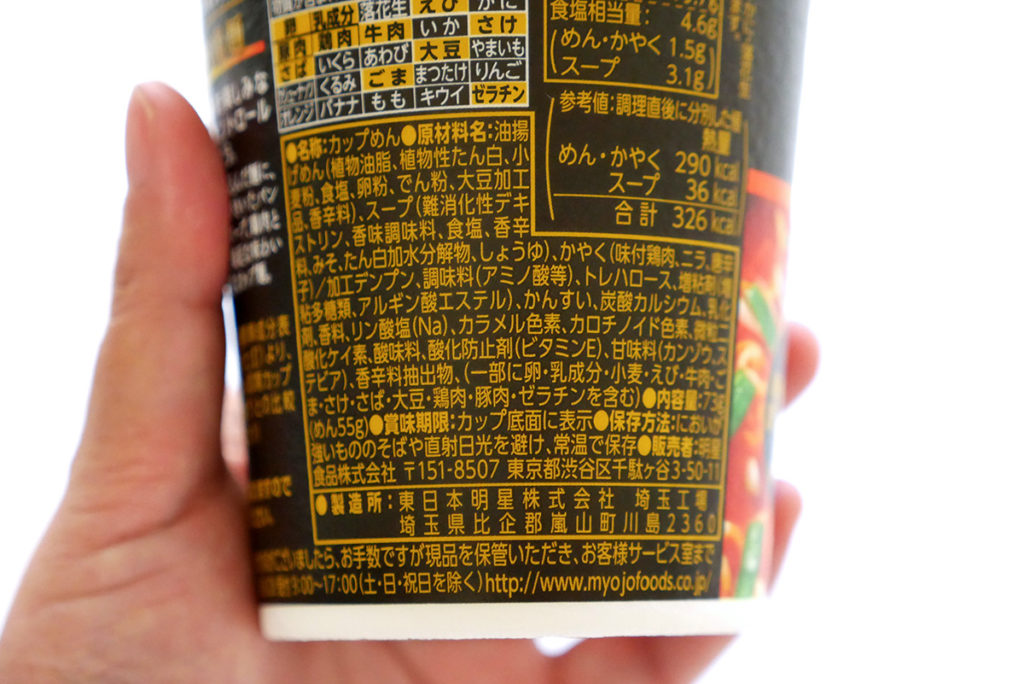 卵 乳成分 落花生 えび かに
豚肉 鶏肉 牛肉 いか さけ
さば いくら あわび 大豆 やまいも
くるみ ごま まつたけ りんご
オレンジ バナナ もも キウイ ゼラチン
食塩相当量: 4.6g
めん・かやく 1.5g
スープ 3.1g
参考値:調理直後に分別した値
熱量
めん・かやく 290 kcal
スープ 36 kcal
合計 326 kcal
●名称:カップめん●原材料名:油揚
げめん(植物油脂、植物性たん白、小
麦粉、食塩、卵粉、でん粉、大豆加工
品、香辛料)、スープ(難消化性デキ
ストリン、香味調味料、食塩、香辛
料、みそ、たん白加水分解物、しょうゆ)、かやく(味付鶏肉、ニラ、唐辛
子)/加工デンプン、調味料(アミノ酸等)、トレハロース、増粘剤(増
粘多糖類、アルギン酸エステル)、かんすい、炭酸カルシウム、乳化
剤、香料、リン酸塩(Na)、カラメル色素、カロチノイド色素、微粒二
酸化ケイ素、酸味料、酸化防止剤(ビタミンE)、甘味料(カンゾウ、ス
テビア)、香辛料抽出物、(一部に卵・乳成分・小麦・えび・牛肉・ご
ま・さけ・さば・大豆・鶏肉・豚肉・ゼラチンを含む)●内容量:73g
(めん55g)●賞味期限:カップ底面に表示●保存方法:においが
強いもののそばや直射日光を避け、常温で保存●販売者:明星
食品株式会社 〒151-8507 東京都渋谷区千駄ヶ谷3-50-11
●製造所:東日本明星株式会社 埼玉工場
埼玉県比企郡嵐山町川島2360
ございましたら、お手数ですが現品を保管いただき、お客様サービス室まで
9:00~17:00(土・日・祝日を除く)http://www.myojofoods.co.jp/